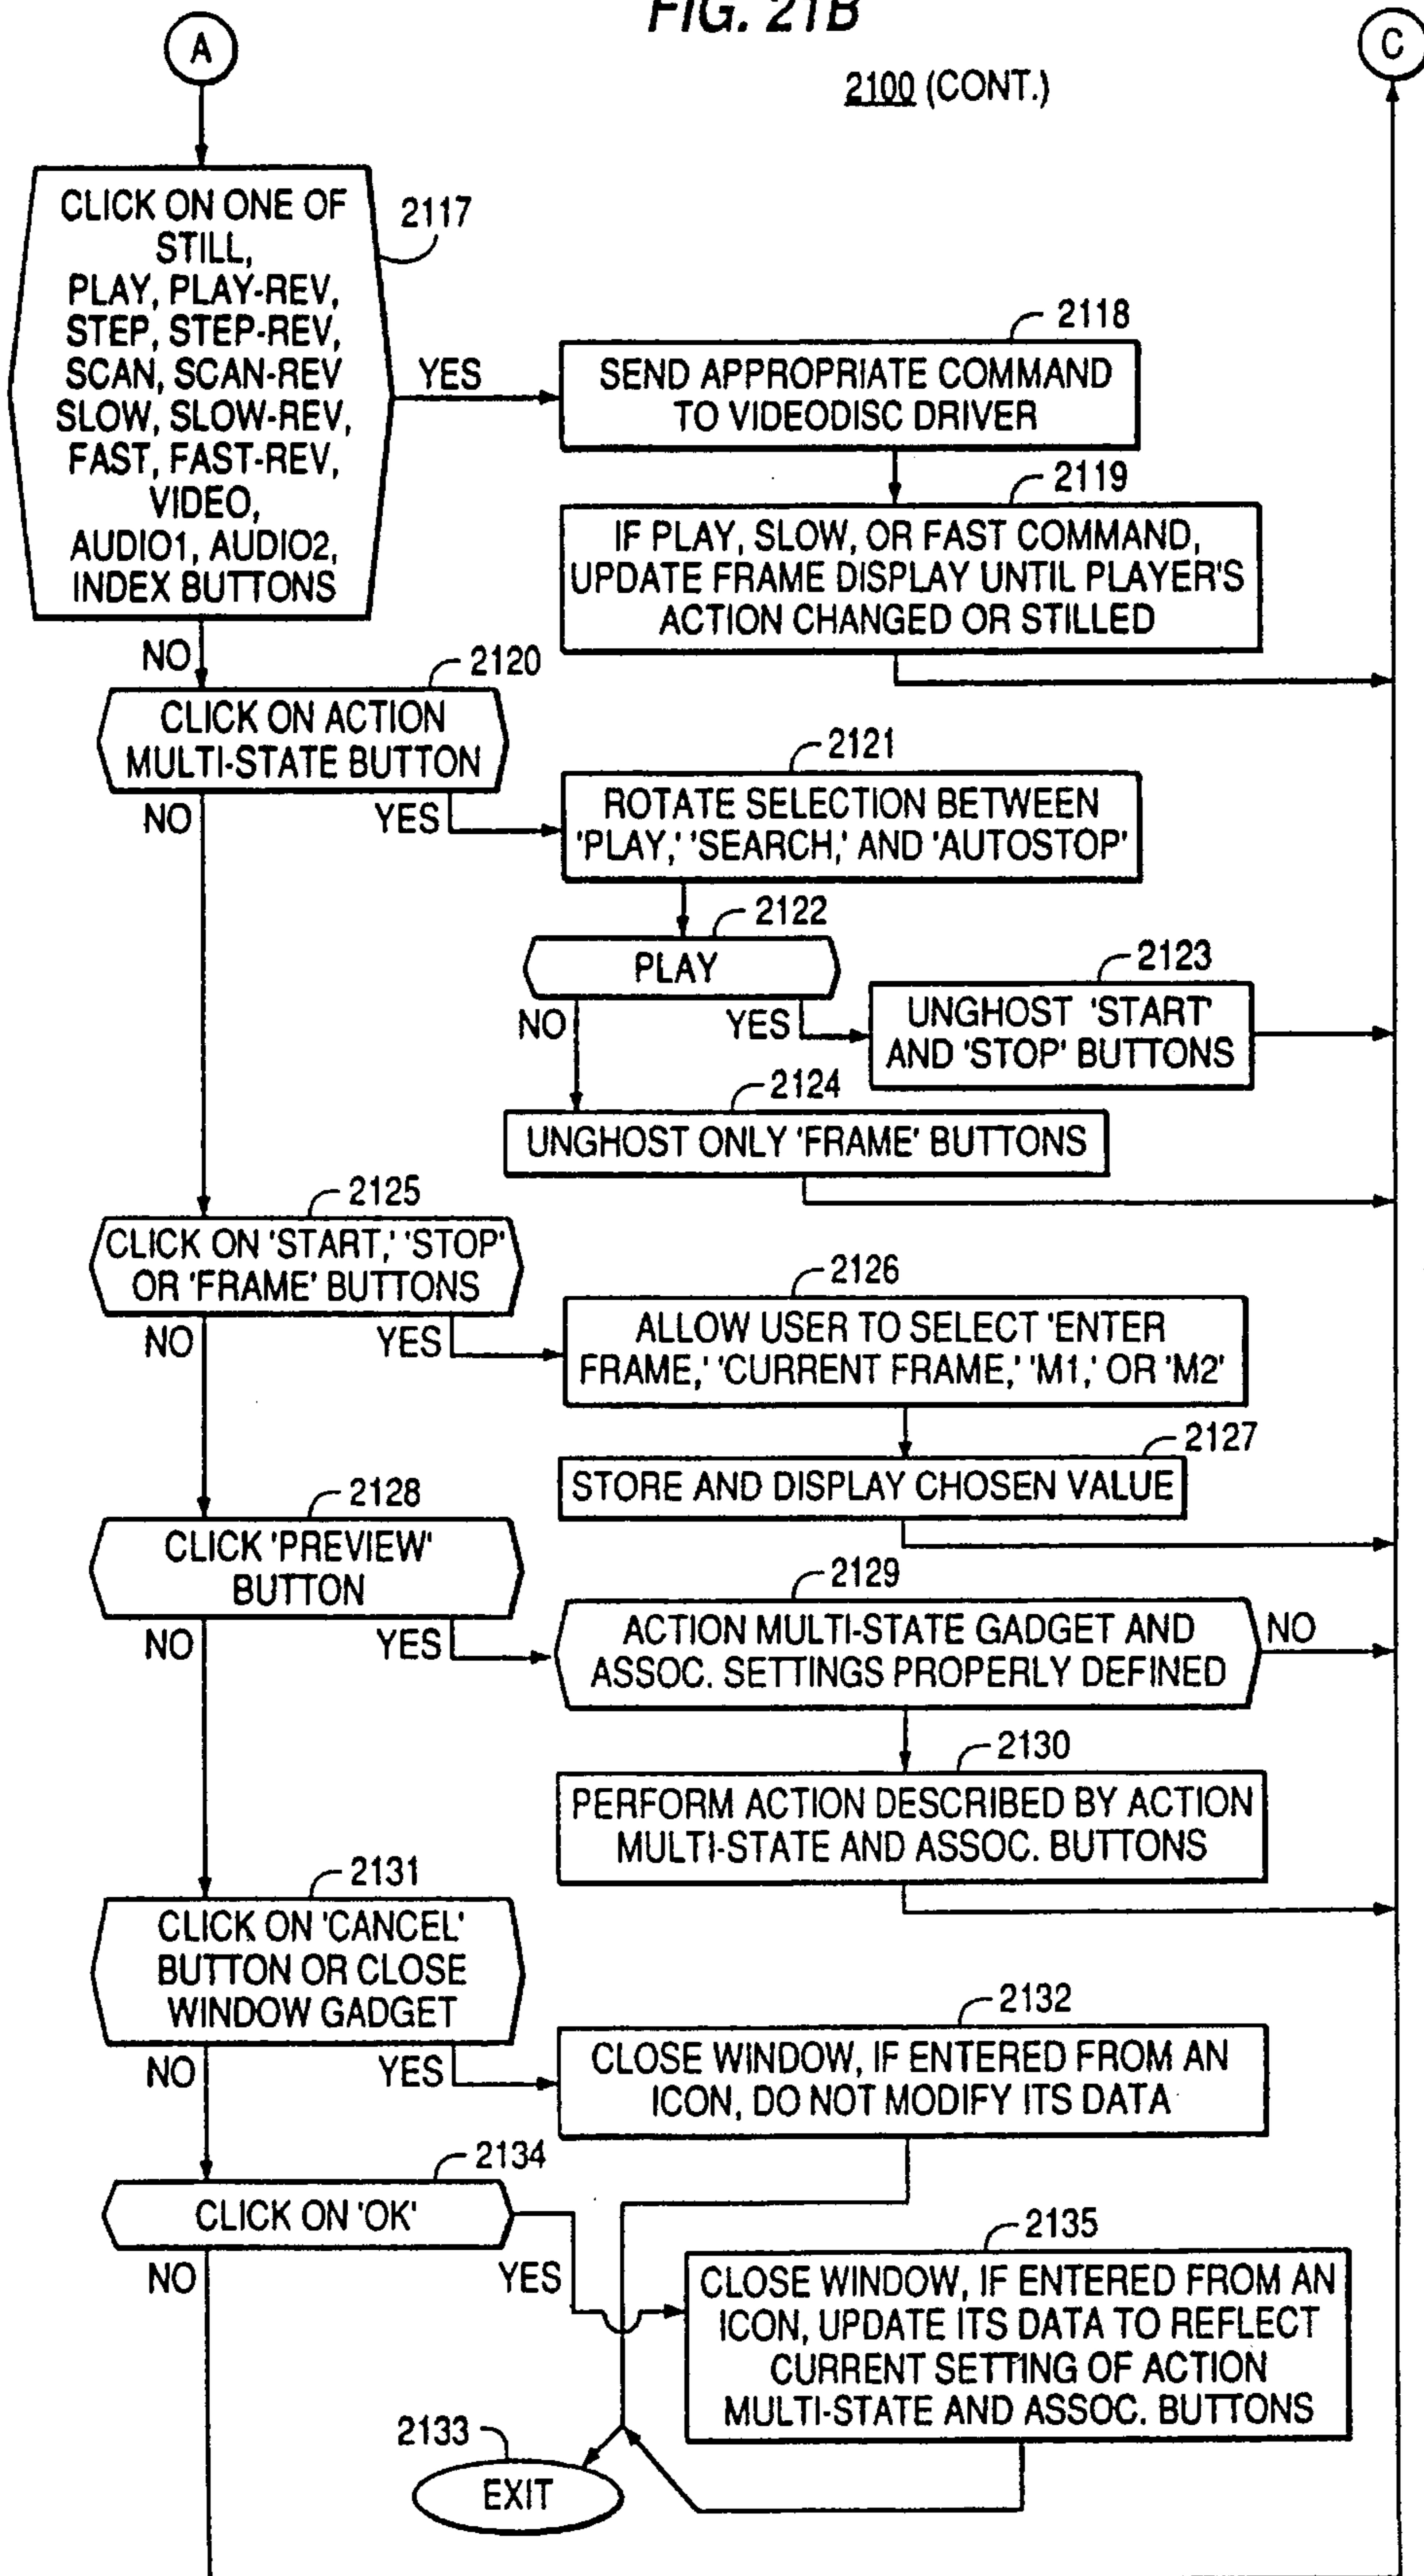 FIG. 21B
A
C
2100 (CONT.)
CLICK ON ONE OF
STILL,
PLAY, PLAY-REV,
STEP, STEP-REV,
SCAN, SCAN-REV
SLOW, SLOW-REV,
FAST, FAST-REV,
VIDEO,
AUDIO1, AUDIO2,
INDEX BUTTONS
2117
YES
NO
2118
SEND APPROPRIATE COMMAND
TO VIDEODISC DRIVER
2119
IF PLAY, SLOW, OR FAST COMMAND,
UPDATE FRAME DISPLAY UNTIL PLAYER'S
ACTION CHANGED OR STILLED
2120
CLICK ON ACTION
MULTI-STATE BUTTON
NO
YES
2121
ROTATE SELECTION BETWEEN
'PLAY,' 'SEARCH,' AND 'AUTOSTOP'
2122
PLAY
NO
YES
2123
UNGHOST 'START'
AND 'STOP' BUTTONS
2124
UNGHOST ONLY 'FRAME' BUTTONS
2125
CLICK ON 'START,' 'STOP'
OR 'FRAME' BUTTONS
NO
YES
2126
ALLOW USER TO SELECT 'ENTER
FRAME,' 'CURRENT FRAME,' 'M1,' OR 'M2'
2127
STORE AND DISPLAY CHOSEN VALUE
2128
CLICK 'PREVIEW'
BUTTON
NO
YES
2129
ACTION MULTI-STATE GADGET AND
ASSOC. SETTINGS PROPERLY DEFINED
NO
2130
PERFORM ACTION DESCRIBED BY ACTION
MULTI-STATE AND ASSOC. BUTTONS
2131
CLICK ON 'CANCEL'
BUTTON OR CLOSE
WINDOW GADGET
NO
YES
2132
CLOSE WINDOW, IF ENTERED FROM AN
ICON, DO NOT MODIFY ITS DATA
2134
CLICK ON 'OK'
NO
YES
2135
CLOSE WINDOW, IF ENTERED FROM AN
ICON, UPDATE ITS DATA TO REFLECT
CURRENT SETTING OF ACTION
MULTI-STATE AND ASSOC. BUTTONS
2133
EXIT